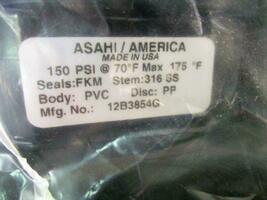 ASAHI / AMERICA
MADE IN USA
150 PSI @ 70°F Max 175 °F
Seals:FKM Stem:316 SS
Body: PVC Disc: PP
Mfg. No.: 12B3854G